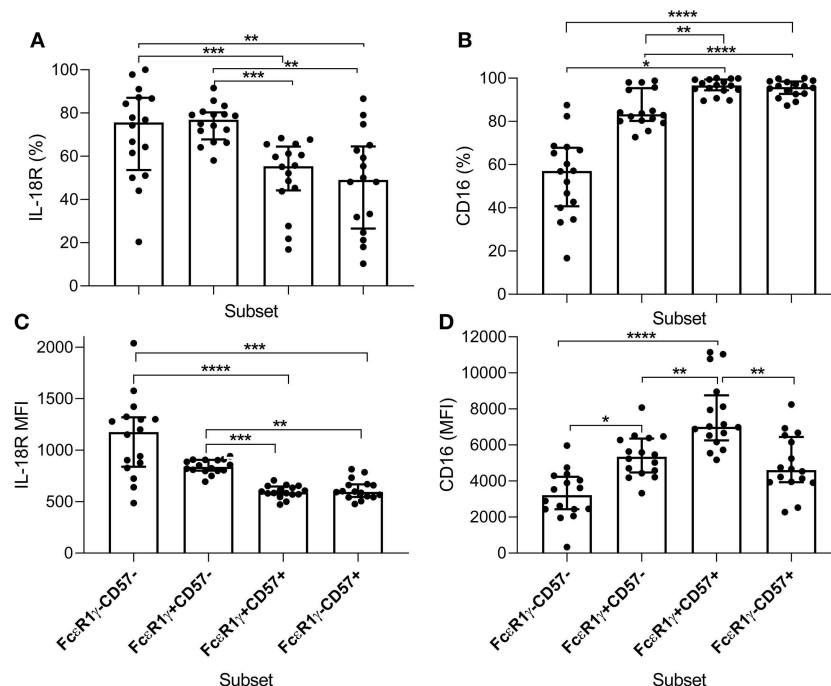 A
**
***
**
***
IL-18R (%)
100
80
60
40
20
0
Subset
B
****
**
****
*
CD16 (%)
100
80
60
40
20
0
Subset
C
***
****
**
***
IL-18R MFI
2000
1500
1000
500
0
FcεR1γ-CD57-
FcεR1γ+CD57-
FcεR1γ+CD57+
FcεR1γ-CD57+
Subset
D
****
**
**
*
CD16 (MFI)
12000
10000
8000
6000
4000
2000
0
FcεR1γ-CD57-
FcεR1γ+CD57-
FcεR1γ+CD57+
FcεR1γ-CD57+
Subset